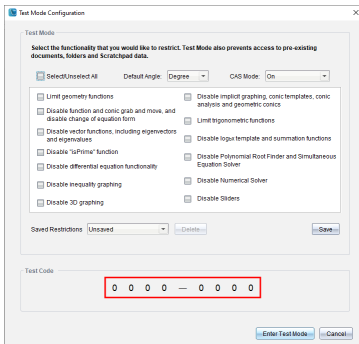 Test Mode Configuration
Test Mode
Select the functionality that you would like to restrict. Test Mode also prevents access to pre-existing
documents, folders and Scratchpad data.
Select/Unselect All Default Angle: Degree CAS Mode: On
Limit geometry functions
Disable function and conic grab and move, and
disable change of equation form
Disable vector functions, including eigenvectors
and eigenvalues
Disable "isPrime" function
Disable differential equation functionality
Disable inequality graphing
Disable 3D graphing
Disable implicit graphing, conic templates, conic
analysis and geometric conics
Limit trigonometric functions
Disable logbx template and summation functions
Disable Polynomial Root Finder and Simultaneous
Equation Solver
Disable Numerical Solver
Disable Sliders
Saved Restrictions Unsaved Delete Save
Test Code
0 0 0 0 — 0 0 0 0
Enter Test Mode Cancel